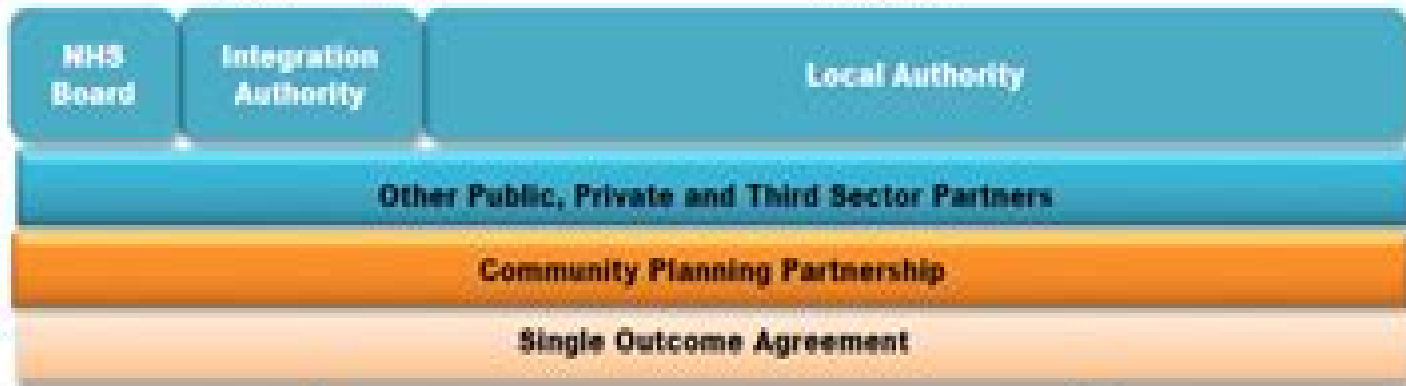 NHS
Board
Integration
Authority
Local Authority
Other Public, Private and Third Sector Partners
Community Planning Partnership
Single Outcome Agreement